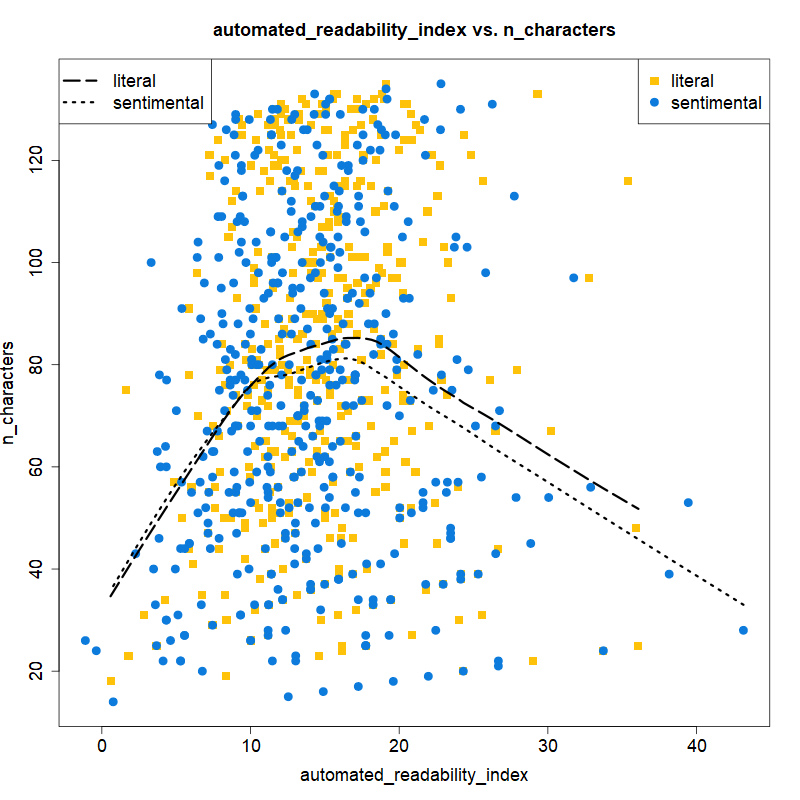 automated_readability_index vs. n_characters
literal
sentimental
literal
sentimental
n_characters
120
100
80
60
40
20
0
10
20
30
40
automated_readability_index